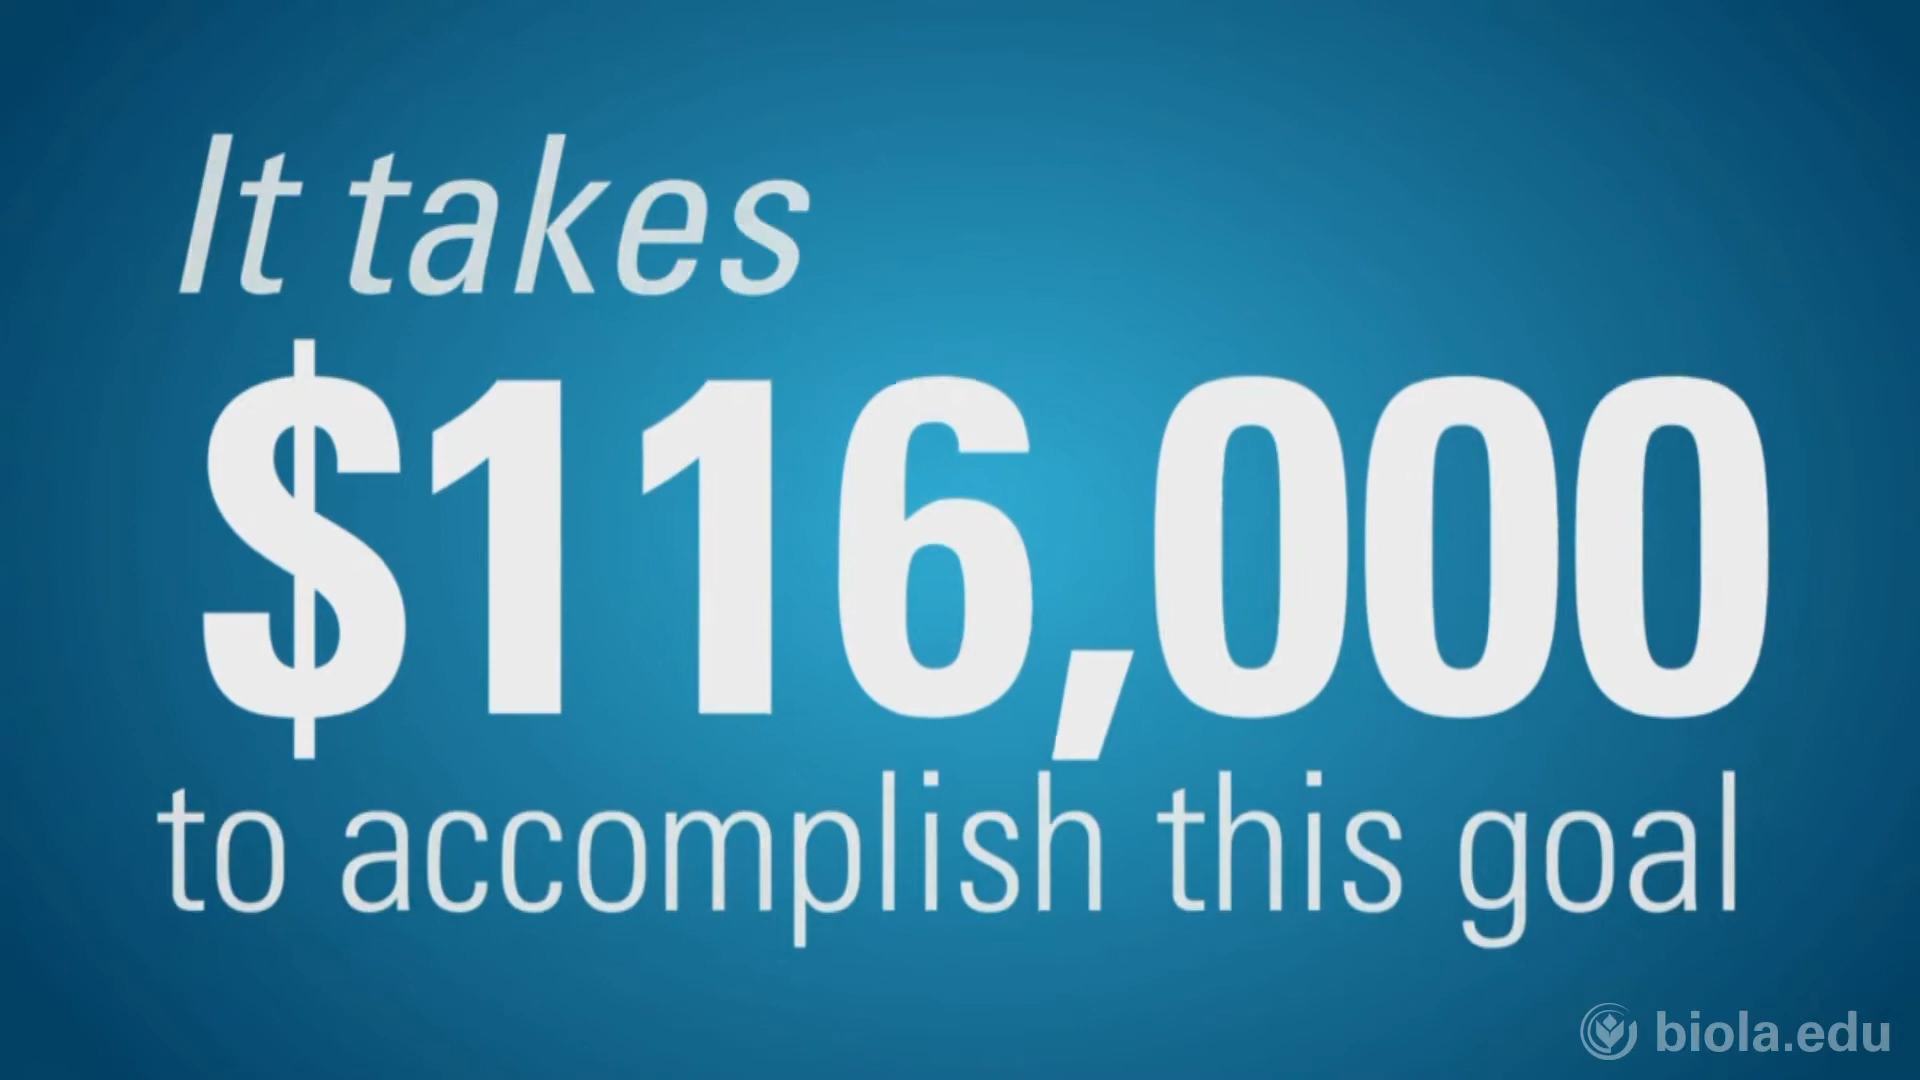 It takes
$116,000
to accomplish this goal
biola.edu